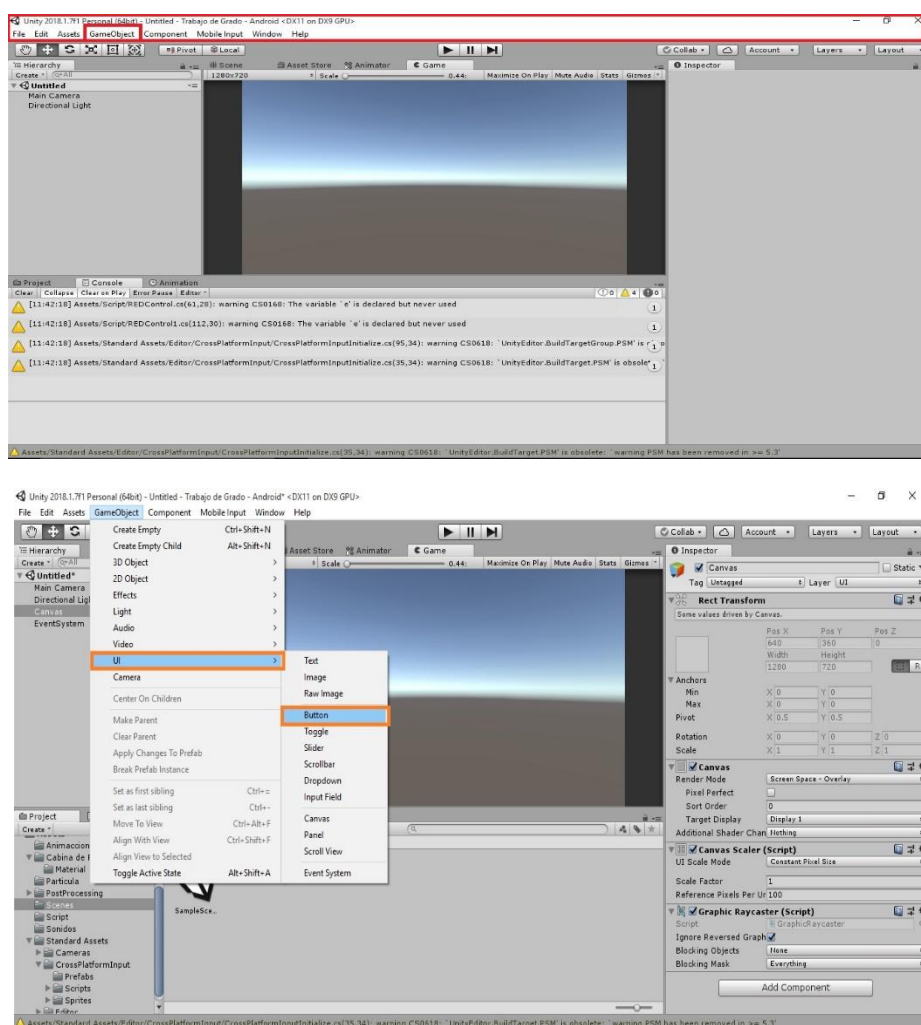 Unity 2018.1.7f1 Personal (64bit) - Untitled - Trabajo de Grado - Android <DX11 on DX9 GPU>
File Edit Assets GameObject Component Mobile Input Window Help
Pivot Local Collab Account Layers Layout
Hierarchy Scene Asset Store Animator Game Inspector
Create All 1280x720 Scale 0.44: Maximize On Play Mute Audio Stats Gizmos
Untitled
Main Camera
Directional Light
Project Console Animation
Clear Collapse Clear on Play Error Pause Editor 0 4 0
[11:42:18] Assets/Script/REDControl.cs(61,28): warning CS0168: The variable `e' is declared but never used
1
[11:42:18] Assets/Script/REDControl1.cs(112,30): warning CS0168: The variable `e' is declared but never used
1
[11:42:18] Assets/Standard Assets/Editor/CrossPlatformInput/CrossPlatformInputInitialize.cs(95,34): warning CS0618: `UnityEditor.BuildTargetGroup.PSM' is
1
[11:42:18] Assets/Standard Assets/Editor/CrossPlatformInput/CrossPlatformInputInitialize.cs(35,34): warning CS0618: `UnityEditor.BuildTarget.PSM' is obsolete
1
Assets/Standard Assets/Editor/CrossPlatformInput/CrossPlatformInputInitialize.cs(35,34): warning CS0618: `UnityEditor.BuildTarget.PSM' is obsolete: `warning PSM has been removed in >= 5.3'
Unity 2018.1.7f1 Personal (64bit) - Untitled - Trabajo de Grado - Android* <DX11 on DX9 GPU>
File Edit Assets GameObject Component Mobile Input Window Help
Collab Account Layers Layout
Hierarchy Asset Store Animator Game Inspector
Create All Scale 0.44: Maximize On Play Mute Audio Stats Gizmos
Untitled*
Main Camera
Directional Lig
Canvas
EventSystem
Create Empty Ctrl+Shift+N
Create Empty Child Alt+Shift+N
3D Object
2D Object
Effects
Light
Audio
Video
UI
Camera
Center On Children
Make Parent
Clear Parent
Apply Changes To Prefab
Break Prefab Instance
Set as first sibling Ctrl+=
Set as last sibling Ctrl+-
Move To View Ctrl+Alt+F
Align With View Ctrl+Shift+F
Align View to Selected
Toggle Active State Alt+Shift+A
Text
Image
Raw Image
Button
Toggle
Slider
Scrollbar
Dropdown
Input Field
Canvas
Panel
Scroll View
Event System
Canvas Static
Tag Untagged Layer UI
Rect Transform
Some values driven by Canvas.
Pos X Pos Y Pos Z
640 360 0
Width Height
1280 720 R
Anchors
Min X 0 Y 0
Max X 0 Y 0
Pivot X 0.5 Y 0.5
Rotation X 0 Y 0 Z 0
Scale X 1 Y 1 Z 1
Canvas
Render Mode Screen Space - Overlay
Pixel Perfect
Sort Order 0
Target Display Display 1
Additional Shader Chan Nothing
Canvas Scaler (Script)
UI Scale Mode Constant Pixel Size
Scale Factor 1
Reference Pixels Per Ur 100
Graphic Raycaster (Script)
Script GraphicRaycaster
Ignore Reversed Graph
Blocking Objects None
Blocking Mask Everything
Add Component
Project
Create
Animaccion
Cabina de
Material
Particula
PostProcessing
Scenes
Script
Sonidos
Standard Assets
Cameras
CrossPlatformInput
Prefabs
Scripts
Sprites
Editor
SampleSce..
Assets/Standard Assets/Editor/CrossPlatformInput/CrossPlatformInputInitialize.cs(35,34): warning CS0618: `UnityEditor.BuildTarget.PSM' is obsolete: `warning PSM has been removed in >= 5.3'